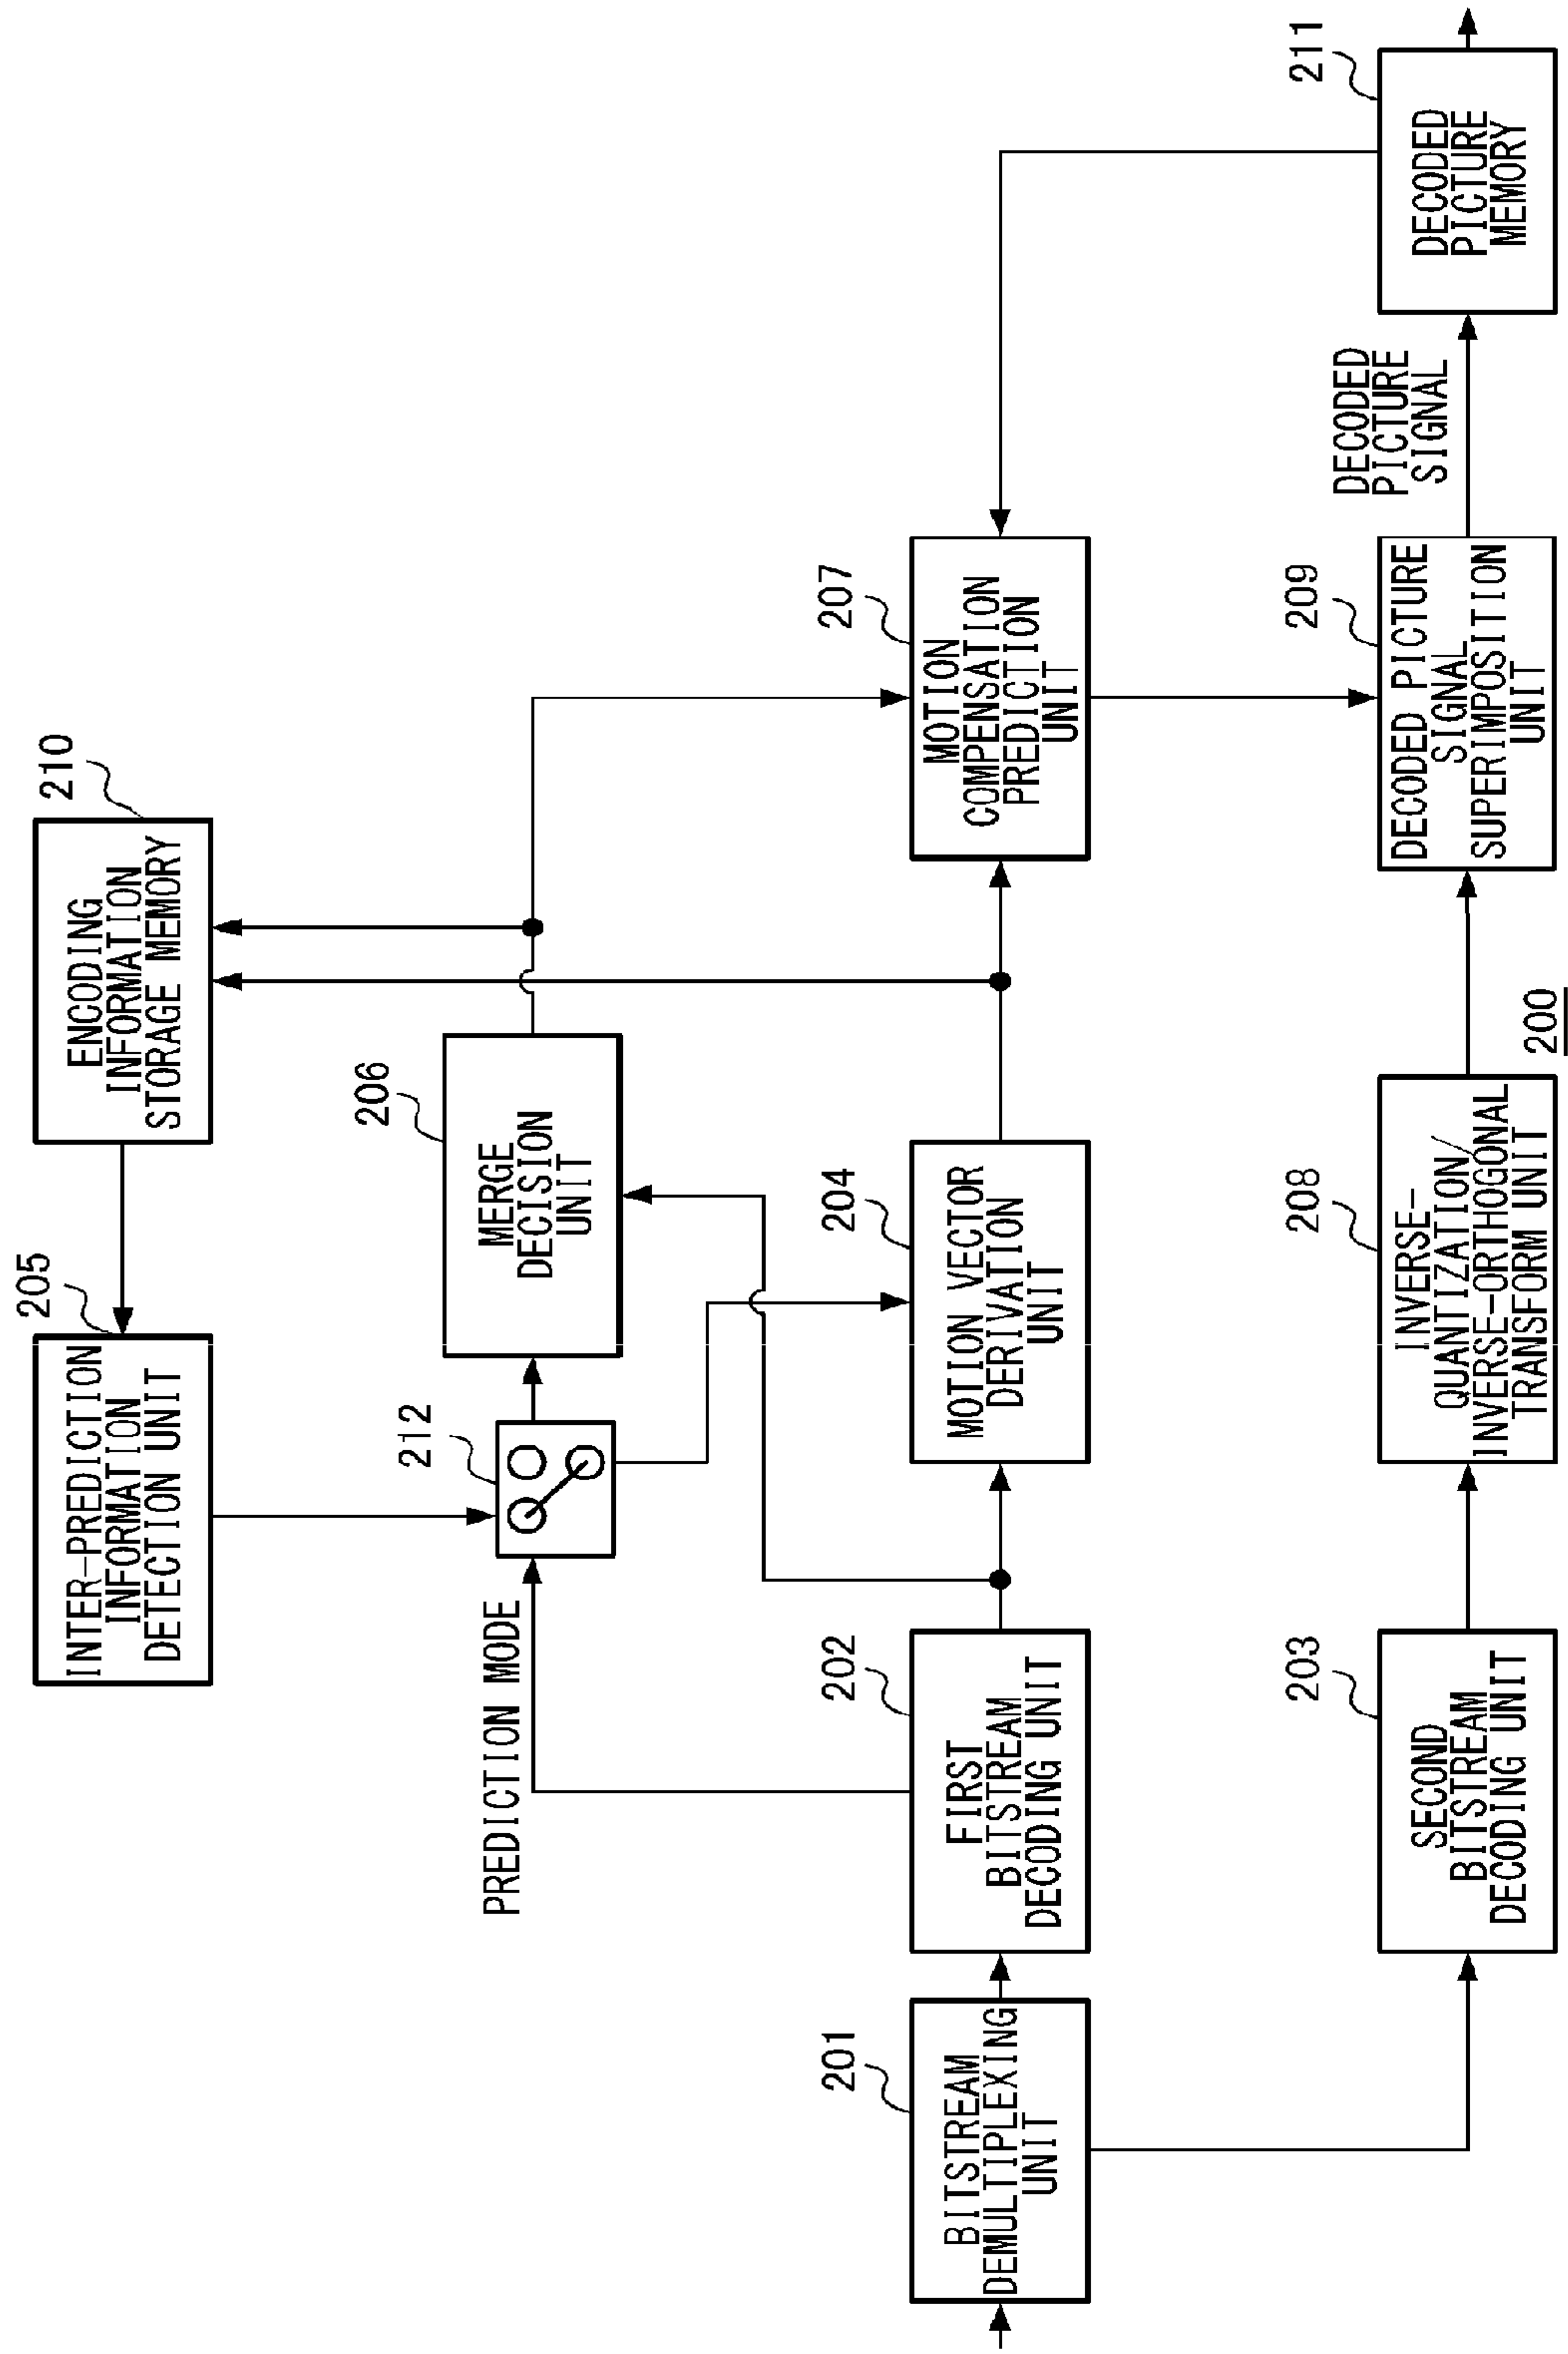 205
INTER-PREDICTION
INFORMATION
DETECTION UNIT
210
ENCODING
INFORMATION
STORAGE MEMORY
PREDICTION MODE
212
206
MERGE
DECISION
UNIT
201
BITSTREAM
DEMULTIPLEXING
UNIT
202
FIRST
BITSTREAM
DECODING UNIT
204
MOTION VECTOR
DERIVATION
UNIT
207
MOTION
COMPENSATION
PREDICTION
UNIT
203
SECOND
BITSTREAM
DECODING UNIT
208
INVERSE-
QUANTIZATION/
INVERSE-ORTHOGONAL
TRANSFORM UNIT
209
DECODED PICTURE
SIGNAL
SUPERIMPOSITION
UNIT
DECODED
PICTURE
SIGNAL
211
DECODED
PICTURE
MEMORY
200